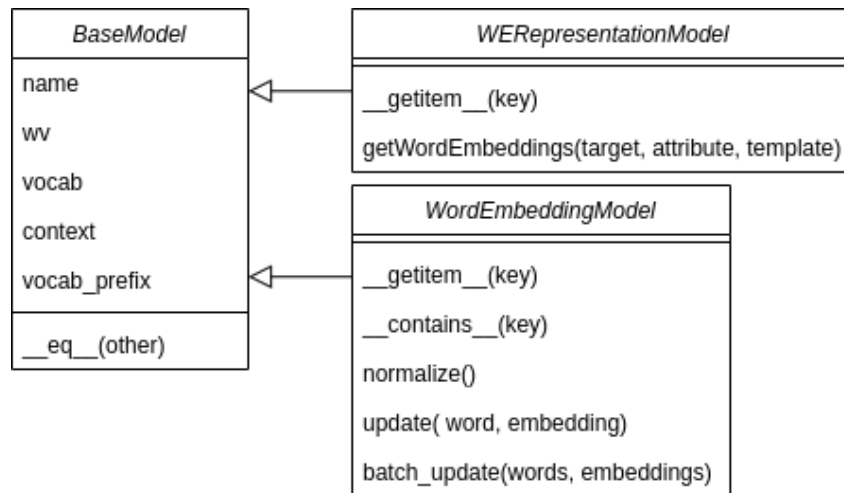 BaseModel
name
wv
vocab
context
vocab_prefix
__eq__(other)
WERepresentationModel
__getitem__(key)
getWordEmbeddings(target, attribute, template)
WordEmbeddingModel
__getitem__(key)
__contains__(key)
normalize()
update( word, embedding)
batch_update(words, embeddings)